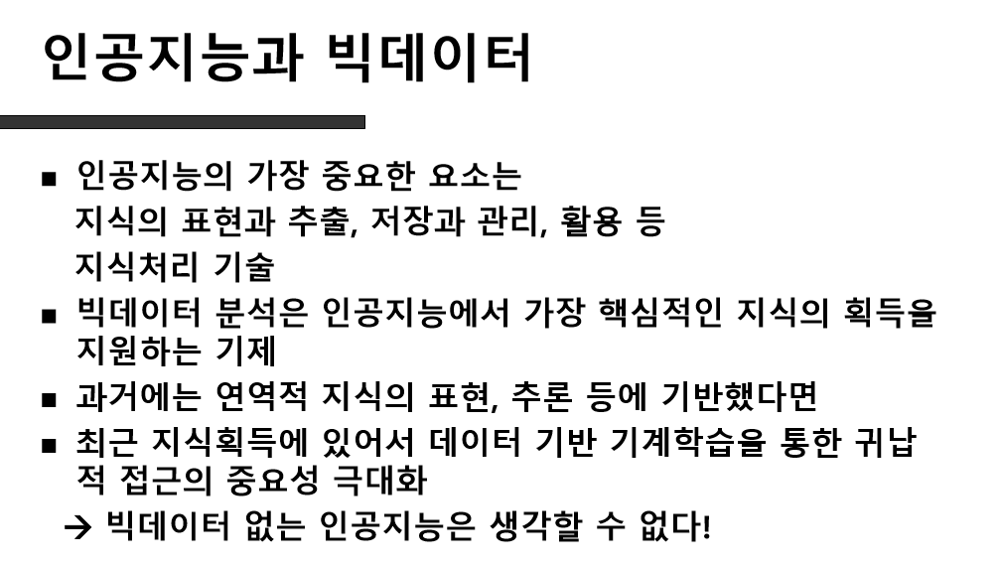 인공지능과 빅데이터
▪ 인공지능의 가장 중요한 요소는
지식의 표현과 추출, 저장과 관리, 활용 등
지식처리 기술
▪ 빅데이터 분석은 인공지능에서 가장 핵심적인 지식의 획득을
지원하는 기제
▪ 과거에는 연역적 지식의 표현, 추론 등에 기반했다면
▪ 최근 지식획득에 있어서 데이터 기반 기계학습을 통한 귀납
적 접근의 중요성 극대화
→ 빅데이터 없는 인공지능은 생각할 수 없다!